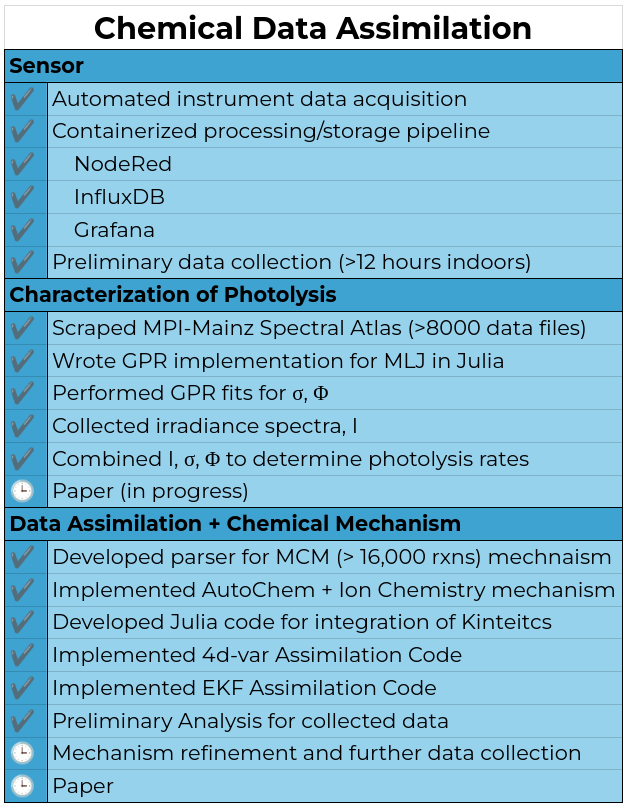 Chemical Data Assimilation
Sensor
✔ Automated instrument data acquisition
✔ Containerized processing/storage pipeline
✔ NodeRed
✔ InfluxDB
✔ Grafana
✔ Preliminary data collection (>12 hours indoors)
Characterization of Photolysis
✔ Scraped MPI-Mainz Spectral Atlas (>8000 data files)
✔ Wrote GPR implementation for MLJ in Julia
✔ Performed GPR fits for σ, Φ
✔ Collected irradiance spectra, I
✔ Combined I, σ, Φ to determine photolysis rates
🕒 Paper (in progress)
Data Assimilation + Chemical Mechanism
✔ Developed parser for MCM (> 16,000 rxns) mechnaism
✔ Implemented AutoChem + Ion Chemistry mechanism
✔ Developed Julia code for integration of Kinteitcs
✔ Implemented 4d-var Assimilation Code
✔ Implemented EKF Assimilation Code
✔ Preliminary Analysis for collected data
🕒 Mechanism refinement and further data collection
🕒 Paper